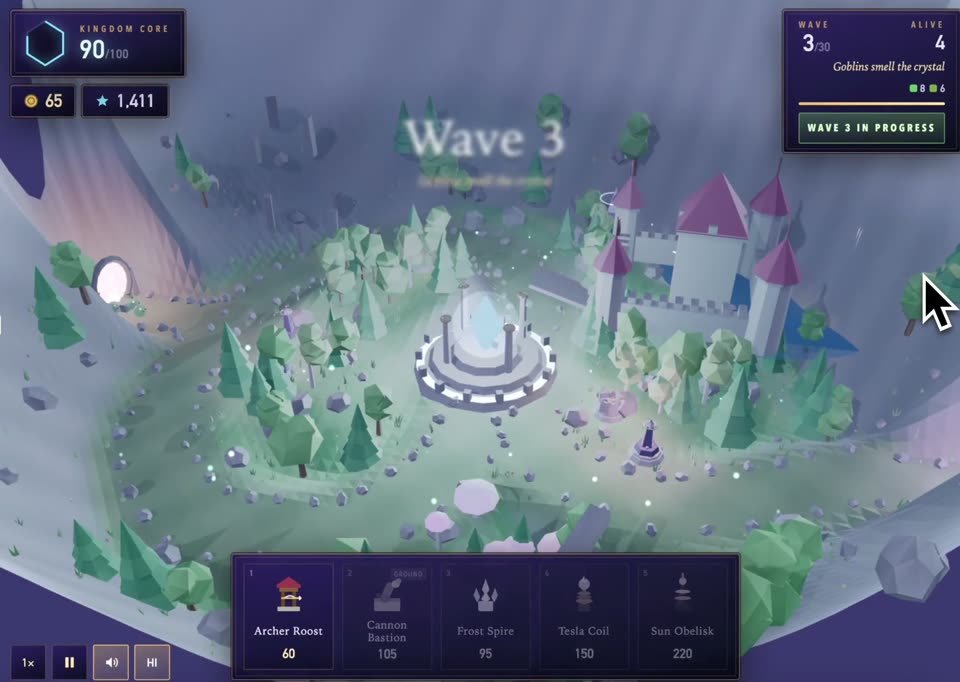 KINGDOM CORE
90/100
65
1,411
WAVE
ALIVE
3/30
4
Goblins smell the crystal
8
6
WAVE 3 IN PROGRESS
Wave 3
1
Archer Roost
60
2
GROUND
Cannon
Bastion
105
3
Frost Spire
95
4
Tesla Coil
150
5
Sun Obelisk
220
1×
HI